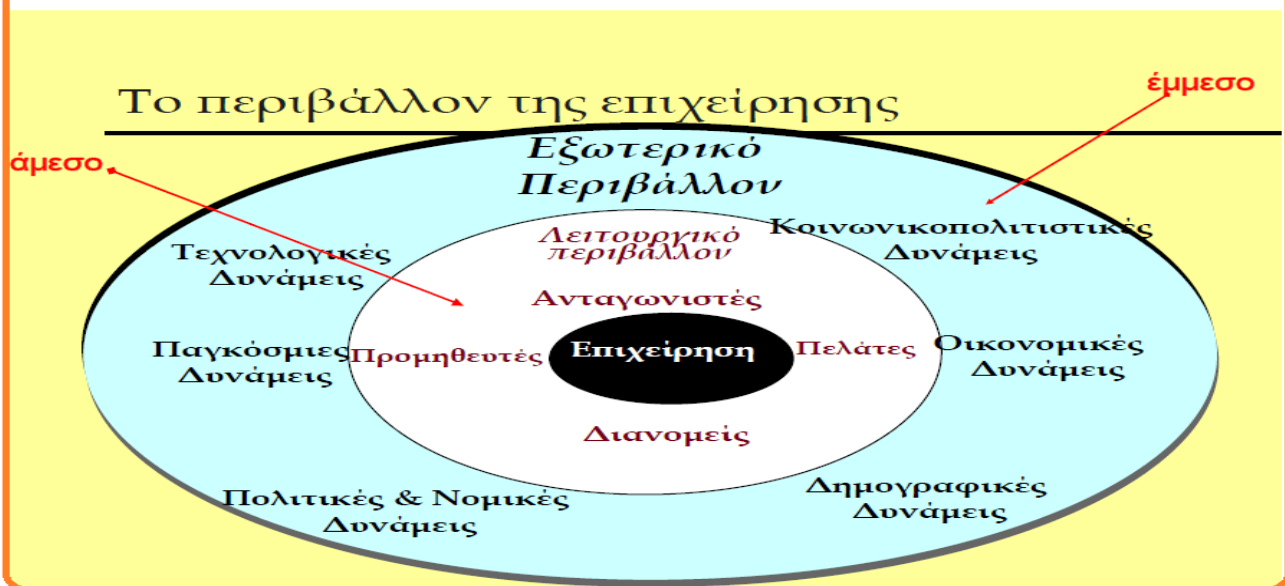 έμμεσο
Το περιβάλλον της επιχείρησης
άμεσο
Εξωτερικό
Περιβάλλον
Τεχνολογικές
Δυνάμεις
Λειτουργικό
περιβάλλον
Κοινωνικοπολιτιστικές
Δυνάμεις
Ανταγωνιστές
Παγκόσμιες
Δυνάμεις
Προμηθευτές
Επιχείρηση
Πελάτες
Οικονομικές
Δυνάμεις
Διανομείς
Πολιτικές & Νομικές
Δυνάμεις
Δημογραφικές
Δυνάμεις